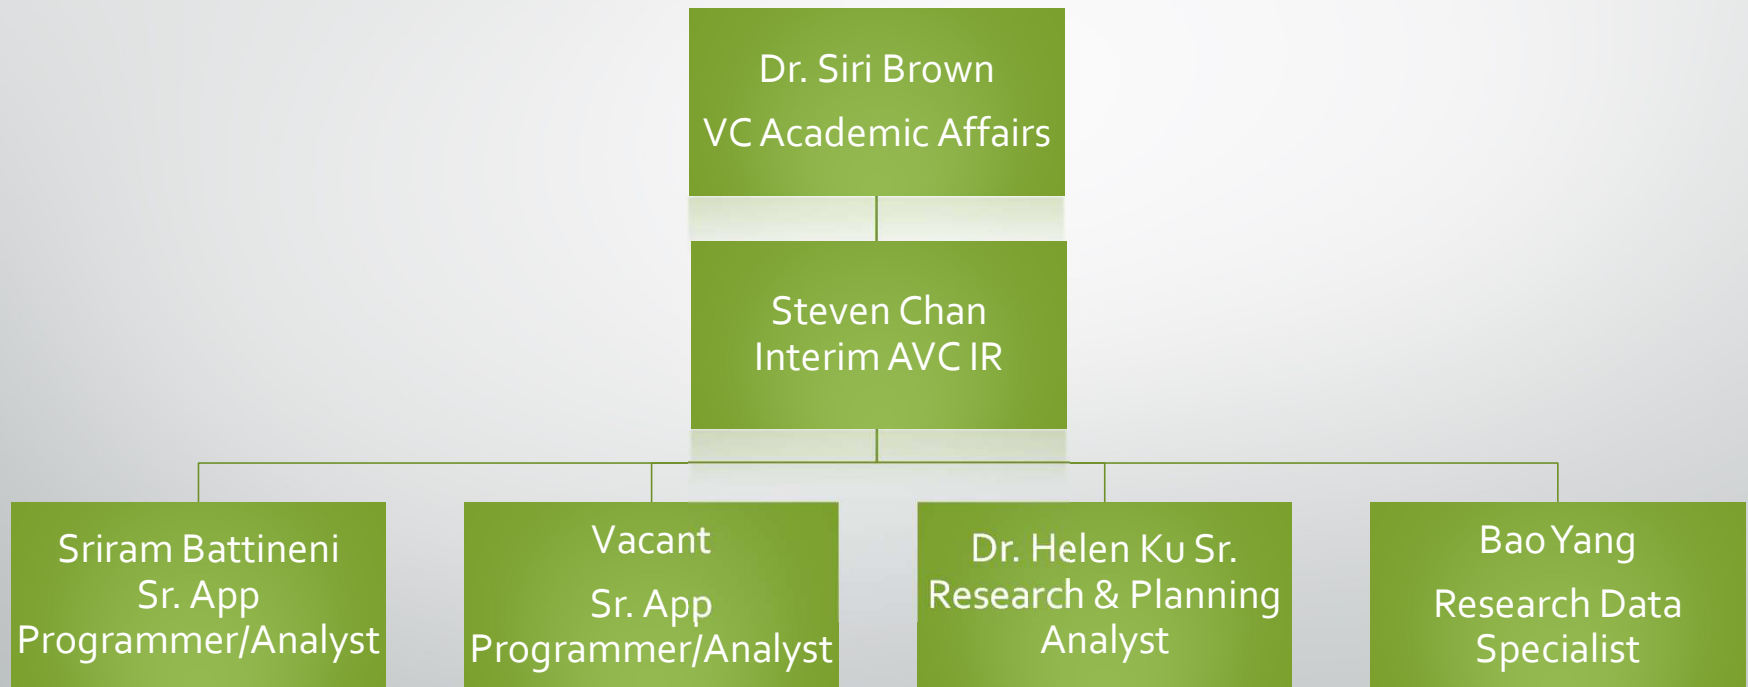 Dr. Siri Brown
VC Academic Affairs
Steven Chan
Interim AVC IR
Sriram Battineni
Sr. App
Programmer/Analyst
Vacant
Sr. App
Programmer/Analyst
Dr. Helen Ku Sr.
Research & Planning
Analyst
Bao Yang
Research Data
Specialist